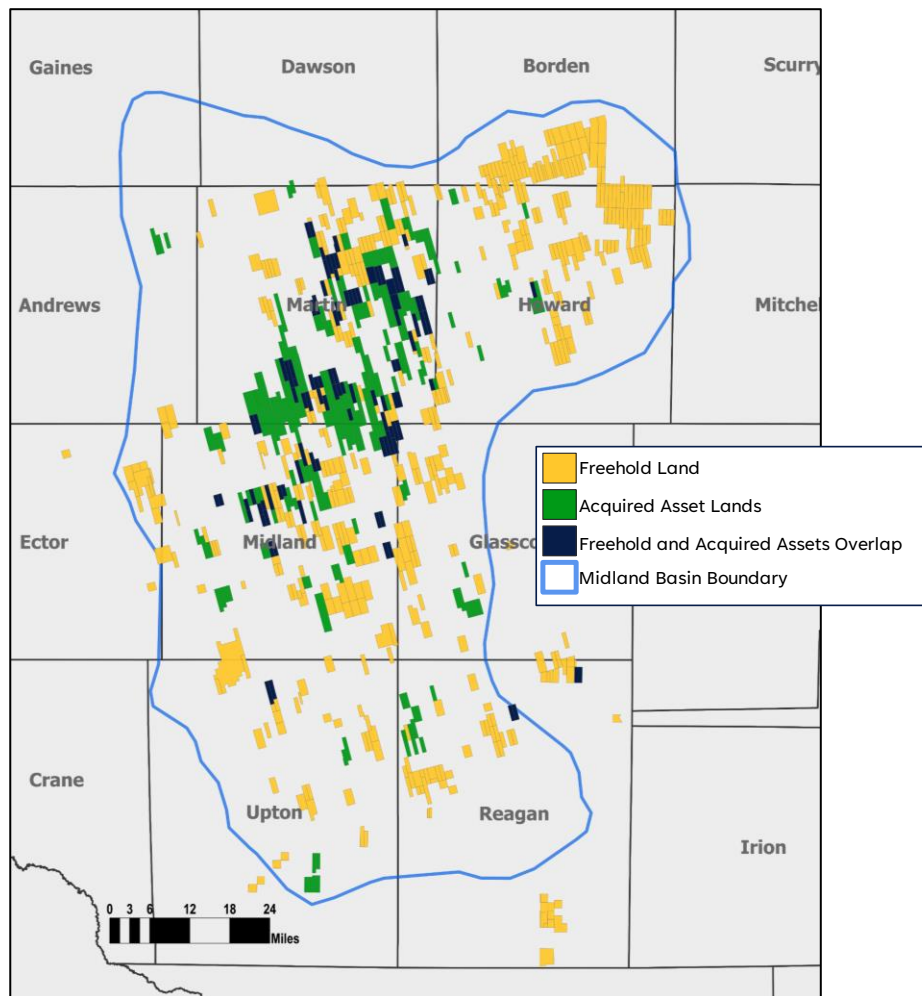 Gaines
Dawson
Borden
Scurry
Andrews
Martin
Howard
Mitchel
Freehold Land
Acquired Asset Lands
Freehold and Acquired Assets Overlap
Midland Basin Boundary
Ector
Midland
Glassco
Crane
Upton
Reagan
Irion
0 3 6 12 18 24
Miles